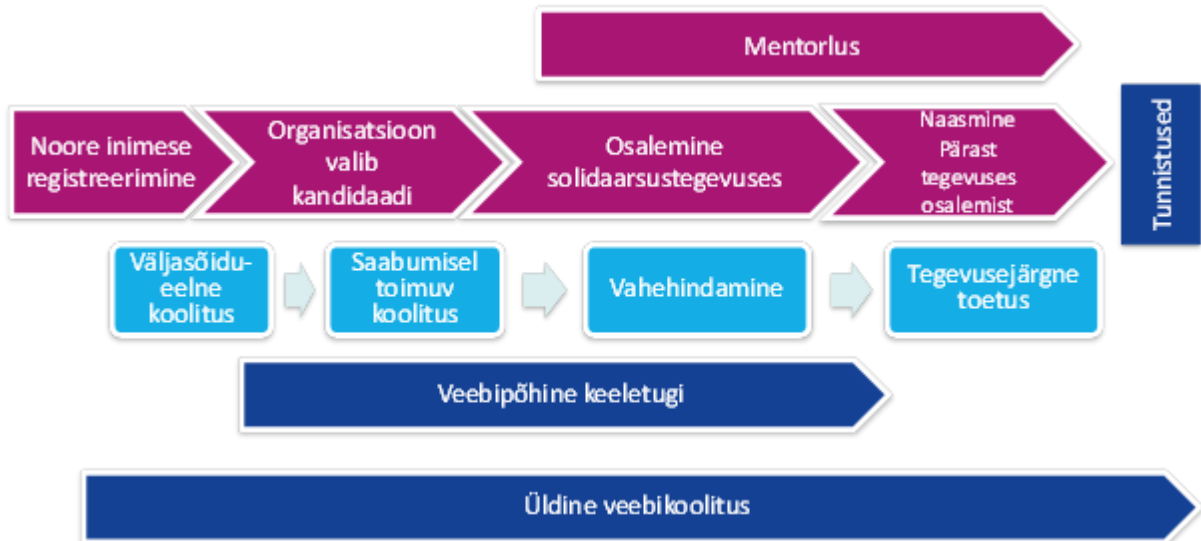 Mentorlus
Noore inimese
registreerimine
Organisatsioon
valib
kandidaadi
Osalemine
solidaarsustegevuses
Naasmine
Pärast
tegevuses
osalemist
Tunnistused
Väljasõidu-
eelne
koolitus
Saabumisel
toimuv
koolitus
Vahehindamine
Tegevusejärgne
toetus
Veebipõhine keeletugi
Üldine veebikoolitus